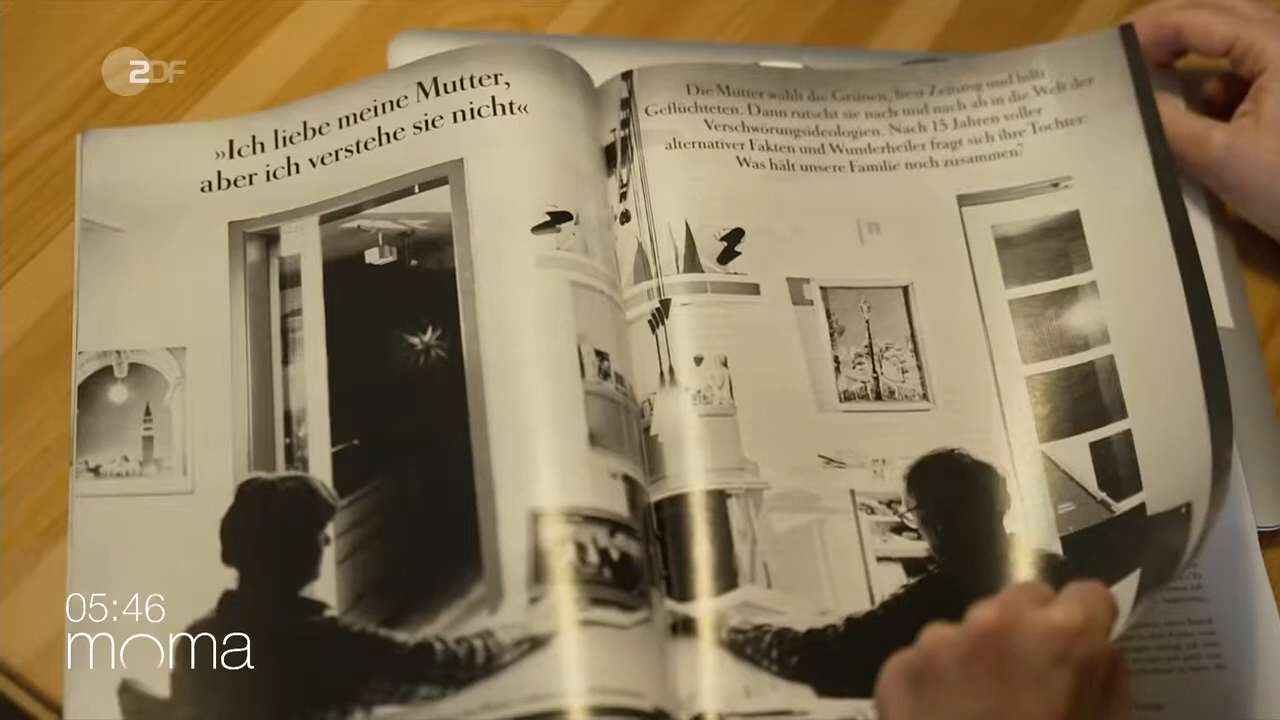 ZDF
»Ich liebe meine Mutter,
aber ich verstehe sie nicht«
Die Mutter wählt die Grünen, liest Zeitung und hilft
Geflüchteten. Dann rutscht sie nach und nach ab in die Welt der
Verschwörungsideologien. Nach 15 Jahren voller
alternativer Fakten und Wunderheiler fragt sich ihre Tochter:
Was hält unsere Familie noch zusammen?
05:46
moma